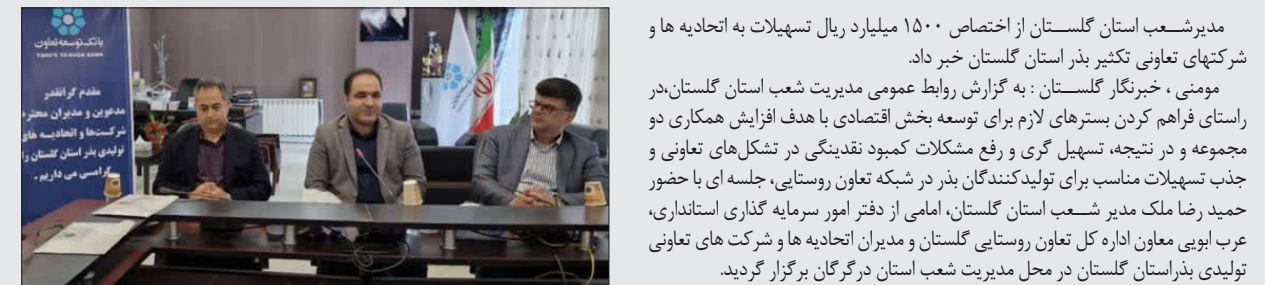 مدیرشعب استان گلستان از اختصاص ۱۵۰۰ میلیارد ریال تسهیلات به اتحادیه ها و
شرکتهای تعاونی تکثیر بذر استان گلستان خبر داد.
مومنی ، خبرنگار گلستان : به گزارش روابط عمومی مدیریت شعب استان گلستان،در
راستای فراهم کردن بسترهای لازم برای توسعه بخش اقتصادی با هدف افزایش همکاری دو
مجموعه و در نتیجه، تسهیل گری و رفع مشکلات کمبود نقدینگی در تشکل‌های تعاونی و
جذب تسهیلات مناسب برای تولیدکنندگان بذر در شبکه تعاون روستایی، جلسه ای با حضور
حمید رضا ملک مدیر شعب استان گلستان، امامی از دفتر امور سرمایه گذاری استانداری،
عرب ابویی معاون اداره کل تعاون روستایی گلستان و مدیران اتحادیه ها و شرکت های تعاونی
تولیدی بذراستان گلستان در محل مدیریت شعب استان درگرگان برگزار گردید.
بانک توسعه تعاون
TOSE'E TA'AVON BANK
مقدم گرانقدر
مدعوین و مدیران محترم
شرکت‌ها و اتحادیه های
تولیدی بذر استان گلستان را
گرامی می داریم .